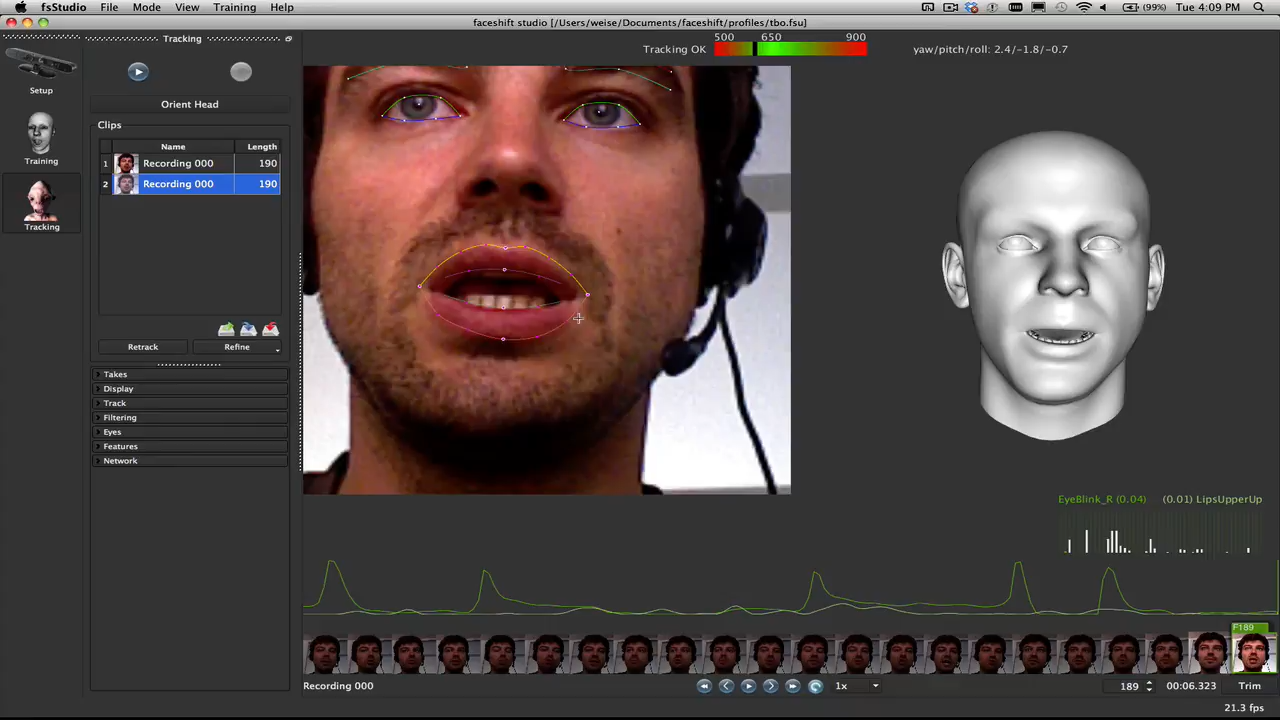 fsStudio File Mode View Training Help (99%) Tue 4:09 PM
faceshift studio [/Users/weise/Documents/faceshift/profiles/tbo.fsu]
Setup
Training
Tracking
Tracking
Orient Head
Clips
Name Length
1 Recording 000 190
2 Recording 000 190
Retrack Refine
Takes
Display
Track
Filtering
Eyes
Features
Network
Tracking OK 500 650 900 yaw/pitch/roll: 2.4/-1.8/-0.7
EyeBlink_R (0.04) (0.01) LipsUpperUp
F189
Recording 000 1x 189 00:06.323 Trim
21.3 fps